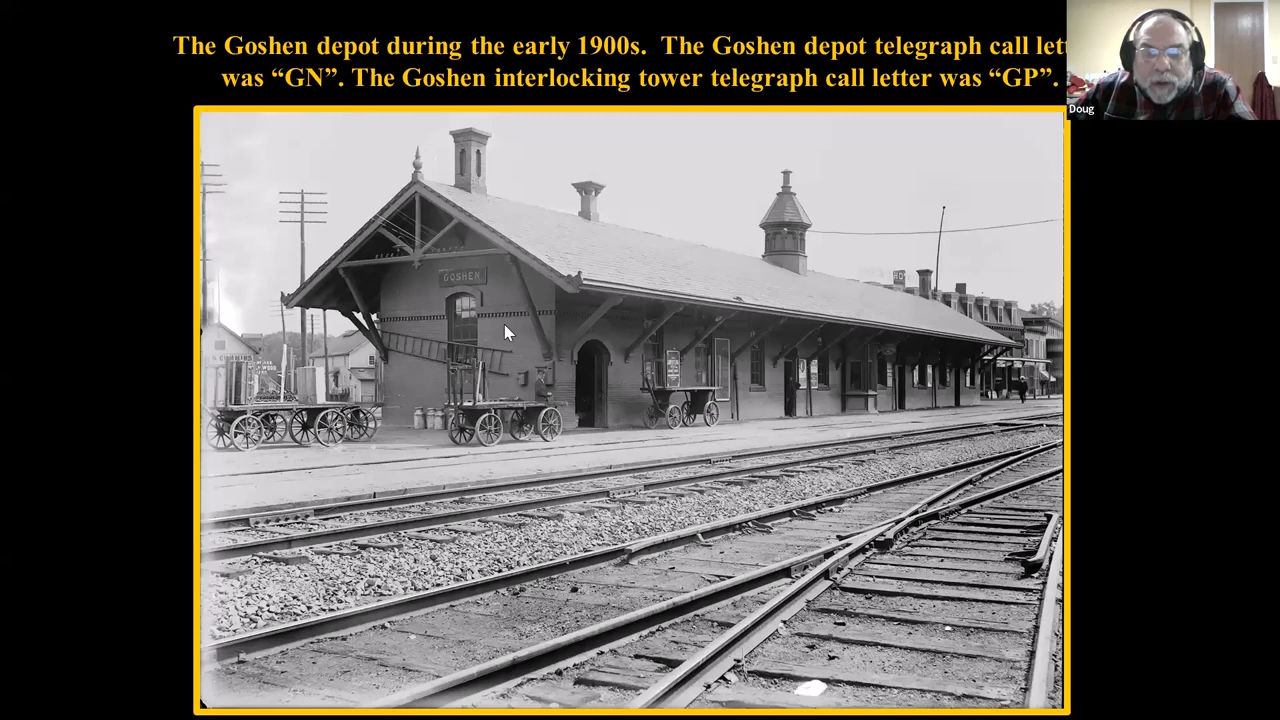 The Goshen depot during the early 1900s.  The Goshen depot telegraph call lett
was “GN”. The Goshen interlocking tower telegraph call letter was “GP”.
Doug
GOSHEN